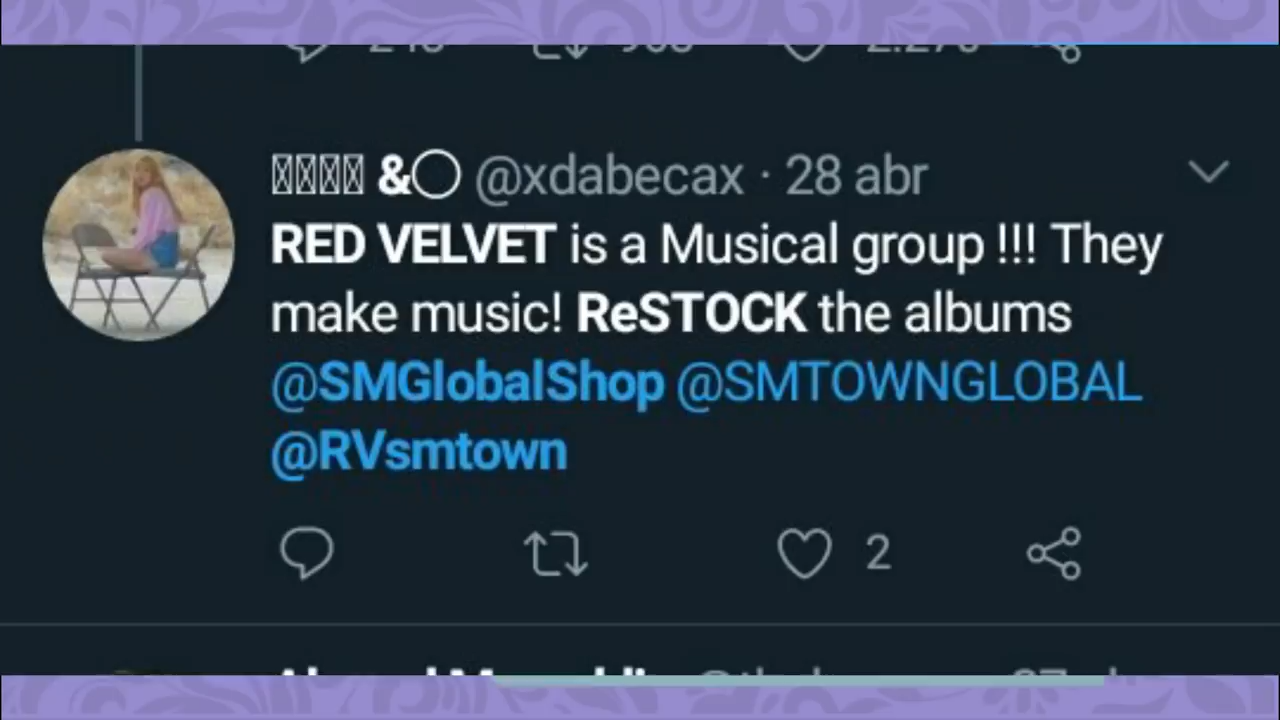 &◯ @xdabecax · 28 abr
RED VELVET is a Musical group !!! They
make music! ReSTOCK the albums
@SMGlobalShop @SMTOWNGLOBAL
@RVsmtown
2